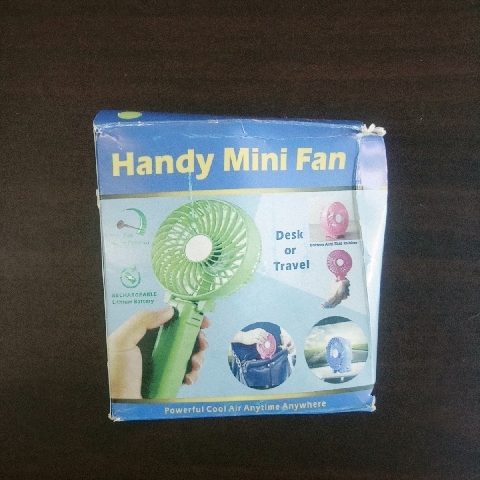 Handy Mini Fan
Desk
or
Travel
RECHARGEABLE
Lithium Battery
Powerful Cool Air Anytime Anywhere